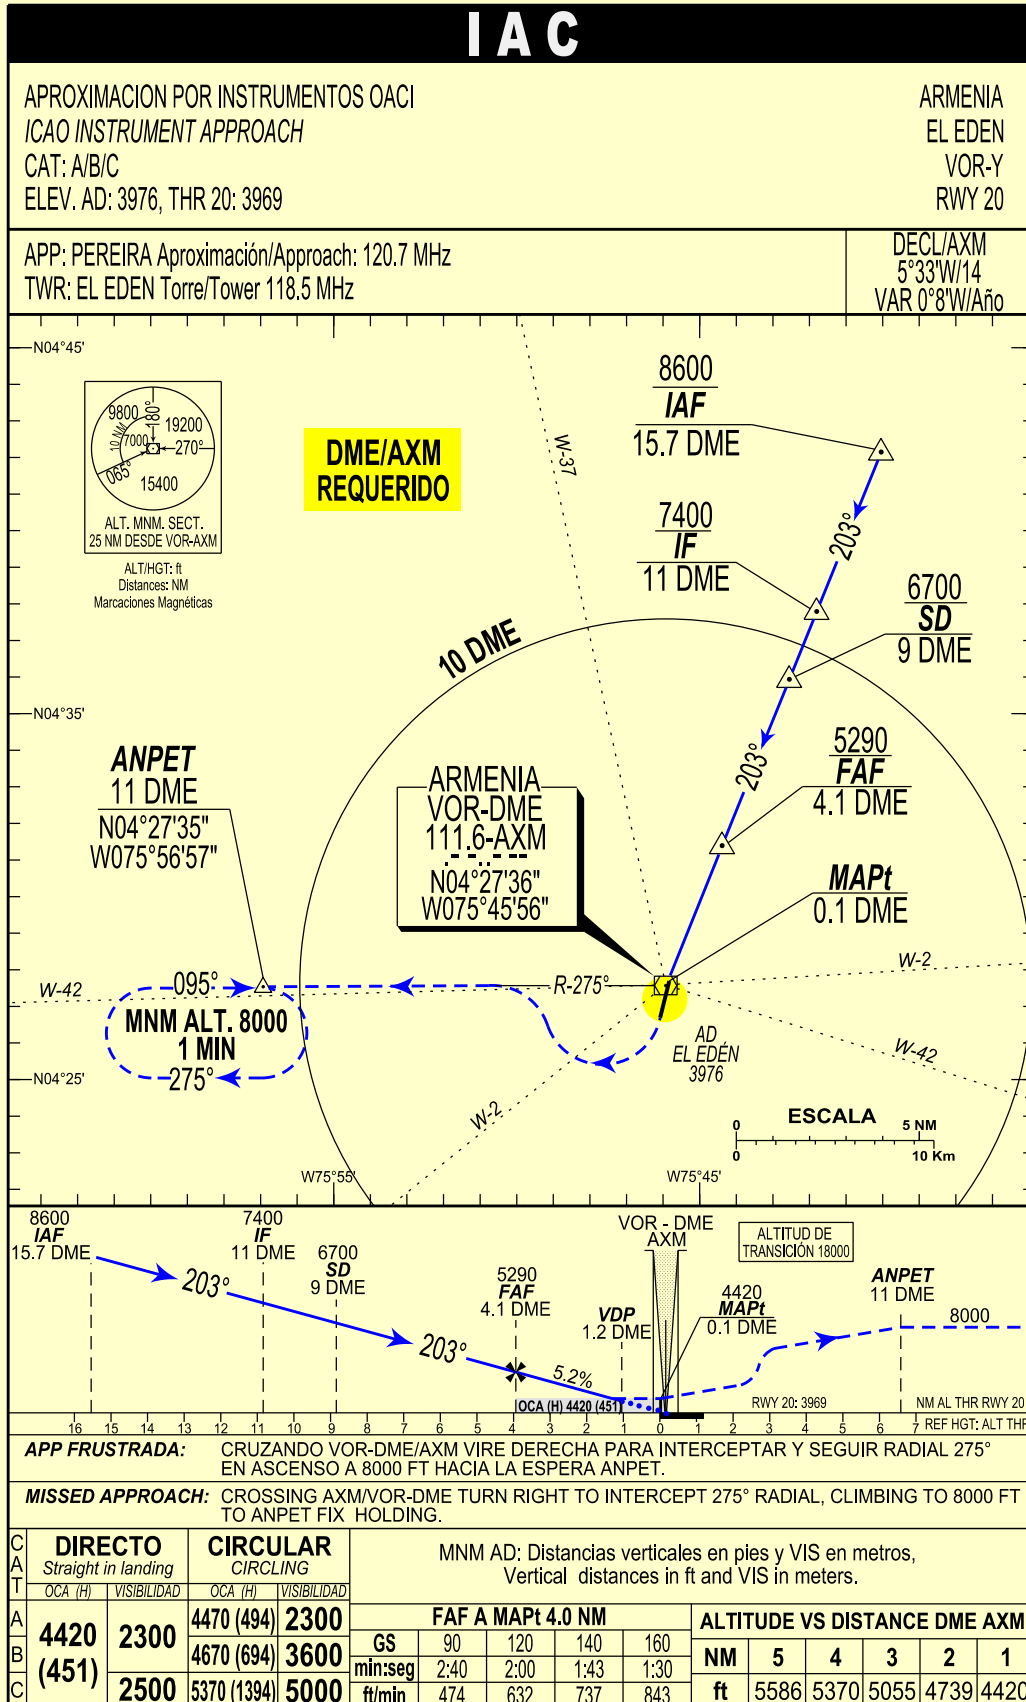 IAC
APROXIMACION POR INSTRUMENTOS OACI
ICAO INSTRUMENT APPROACH
CAT: A/B/C
ELEV. AD: 3976, THR 20: 3969
ARMENIA
EL EDEN
VOR-Y
RWY 20
APP: PEREIRA Aproximación/Approach: 120.7 MHz
TWR: EL EDEN Torre/Tower 118.5 MHz
DECL/AXM
5°33'W/14
VAR 0°8'W/Año
N04°45'
9800
180°
19200
10 NM
7000
270°
065°
15400
ALT. MNM. SECT.
25 NM DESDE VOR-AXM
ALT/HGT: ft
Distances: NM
Marcaciones Magnéticas
DME/AXM
REQUERIDO
W-37
8600
IAF
15.7 DME
203°
7400
IF
11 DME
6700
SD
9 DME
10 DME
N04°35'
203°
5290
FAF
4.1 DME
ANPET
11 DME
N04°27'35"
W075°56'57"
ARMENIA
VOR-DME
111.6-AXM
N04°27'36"
W075°45'56"
MAPt
0.1 DME
W-42
095°
R-275°
W-2
MNM ALT. 8000
1 MIN
275°
AD
EL EDÉN
3976
W-42
N04°25'
W-2
ESCALA
0 5 NM
0 10 Km
W75°55'
W75°45'
8600
IAF
15.7 DME
7400
IF
11 DME
6700
SD
9 DME
203°
203°
5290
FAF
4.1 DME
5.2%
VDP
1.2 DME
VOR - DME
AXM
ALTITUD DE
TRANSICIÓN 18000
4420
MAPt
0.1 DME
ANPET
11 DME
8000
OCA (H) 4420 (451)
RWY 20: 3969
NM AL THR RWY 20
16 15 14 13 12 11 10 9 8 7 6 5 4 3 2 1 0 1 2 3 4 5 6 7
REF HGT: ALT THR
APP FRUSTRADA: CRUZANDO VOR-DME/AXM VIRE DERECHA PARA INTERCEPTAR Y SEGUIR RADIAL 275°
EN ASCENSO A 8000 FT HACIA LA ESPERA ANPET.
MISSED APPROACH: CROSSING AXM/VOR-DME TURN RIGHT TO INTERCEPT 275° RADIAL, CLIMBING TO 8000 FT
TO ANPET FIX HOLDING.
CAT
DIRECTO
Straight in landing
OCA (H) VISIBILIDAD
CIRCULAR
CIRCLING
OCA (H) VISIBILIDAD
A
B
C
4420
(451)
2300
2500
4470 (494) 2300
4670 (694) 3600
5370 (1394) 5000
MNM AD: Distancias verticales en pies y VIS en metros,
Vertical distances in ft and VIS in meters.
FAF A MAPt 4.0 NM
GS 90 120 140 160
min:seg 2:40 2:00 1:43 1:30
ft/min 474 632 737 843
ALTITUDE VS DISTANCE DME AXM
NM 5 4 3 2 1
ft 5586 5370 5055 4739 4420